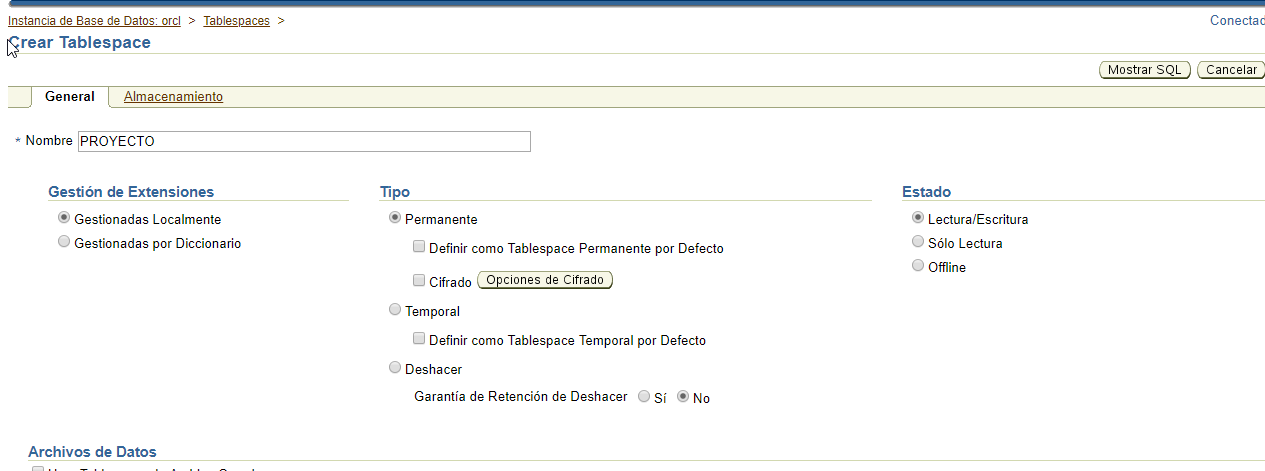 Instancia de Base de Datos: orcl > Tablespaces >
Conectad
Crear Tablespace
Mostrar SQL Cancelar
General Almacenamiento
* Nombre PROYECTO
Gestión de Extensiones
Gestionadas Localmente
Gestionadas por Diccionario
Tipo
Permanente
Definir como Tablespace Permanente por Defecto
Cifrado Opciones de Cifrado
Temporal
Definir como Tablespace Temporal por Defecto
Deshacer
Garantía de Retención de Deshacer Sí No
Estado
Lectura/Escritura
Sólo Lectura
Offline
Archivos de Datos